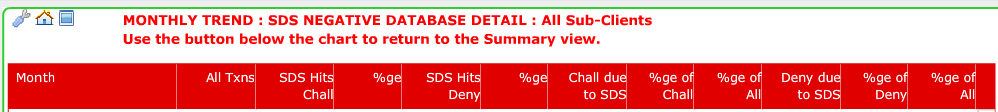 MONTHLY TREND : SDS NEGATIVE DATABASE DETAIL : All Sub-Clients
Use the button below the chart to return to the Summary view.
Month All Txns SDS Hits %ge SDS Hits %ge Chall due %ge of %ge of Deny due %ge of %ge of
Chall Deny to SDS Chall All to SDS Deny All